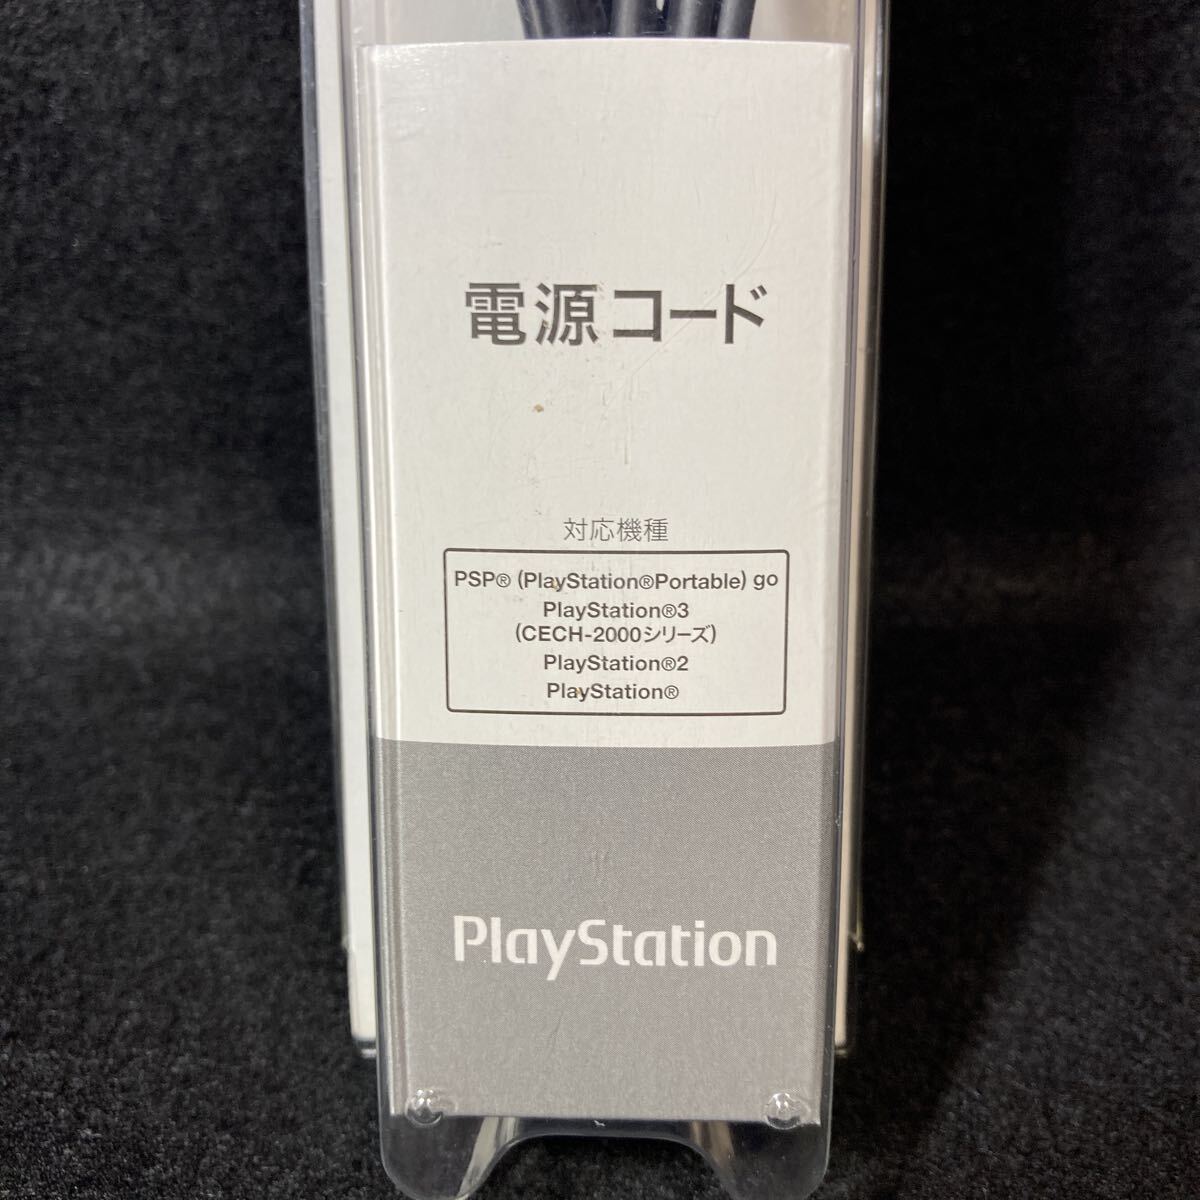 電源コード
対応機種
PSP® (PlayStation®Portable) go
PlayStation®3
(CECH-2000シリーズ)
PlayStation®2
PlayStation®
PlayStation